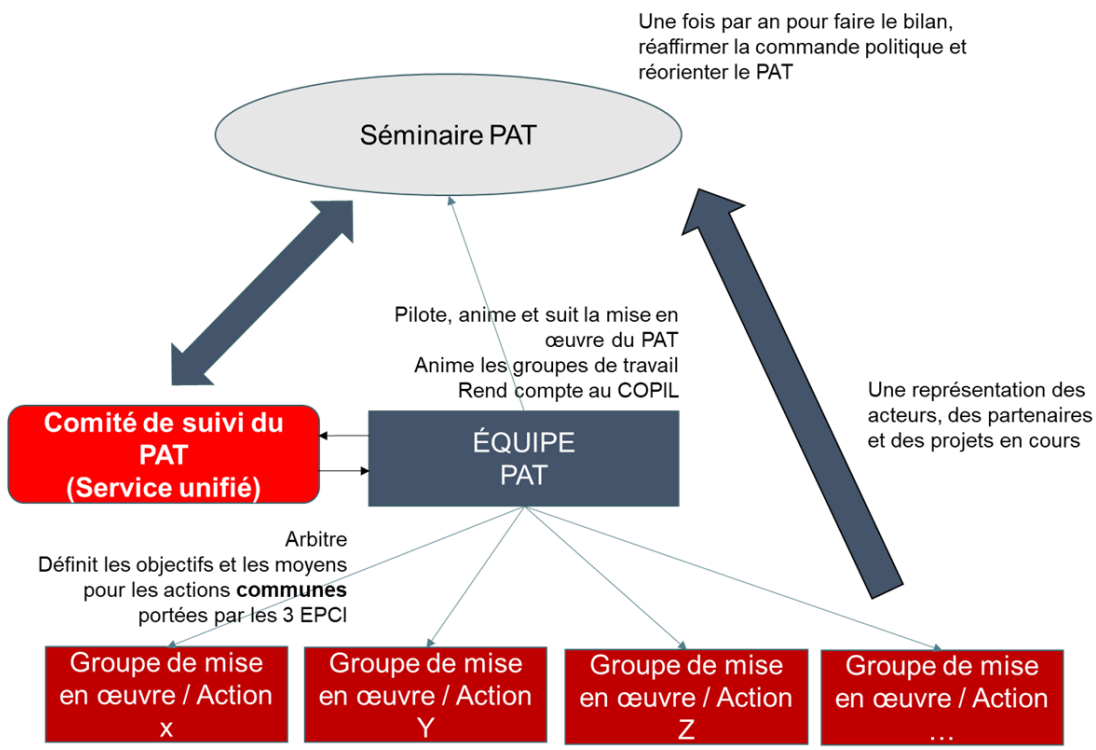 Une fois par an pour faire le bilan,
réaffirmer la commande politique et
réorienter le PAT
Séminaire PAT
Pilote, anime et suit la mise en
œuvre du PAT
Anime les groupes de travail
Rend compte au COPIL
Une représentation des
acteurs, des partenaires
et des projets en cours
Comité de suivi du
PAT
(Service unifié)
ÉQUIPE
PAT
Arbitre
Définit les objectifs et les moyens
pour les actions communes
portées par les 3 EPCI
Groupe de mise
en œuvre / Action
x
Groupe de mise
en œuvre / Action
Y
Groupe de mise
en œuvre / Action
Z
Groupe de mise
en œuvre / Action
…